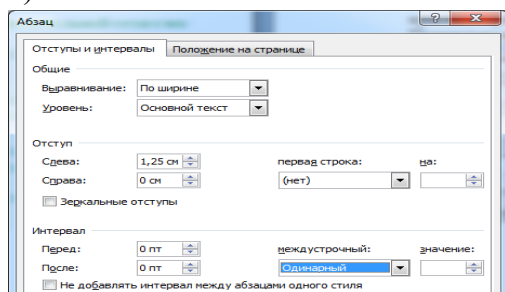 Абзац
Отступы и интервалы Положение на странице
Общие
Выравнивание: По ширине
Уровень: Основной текст
Отступ
Слева: 1,25 см первая строка: на:
Справа: 0 см (нет)
Зеркальные отступы
Интервал
Перед: 0 пт междустрочный: значение:
После: 0 пт Одинарный
Не добавлять интервал между абзацами одного стиля